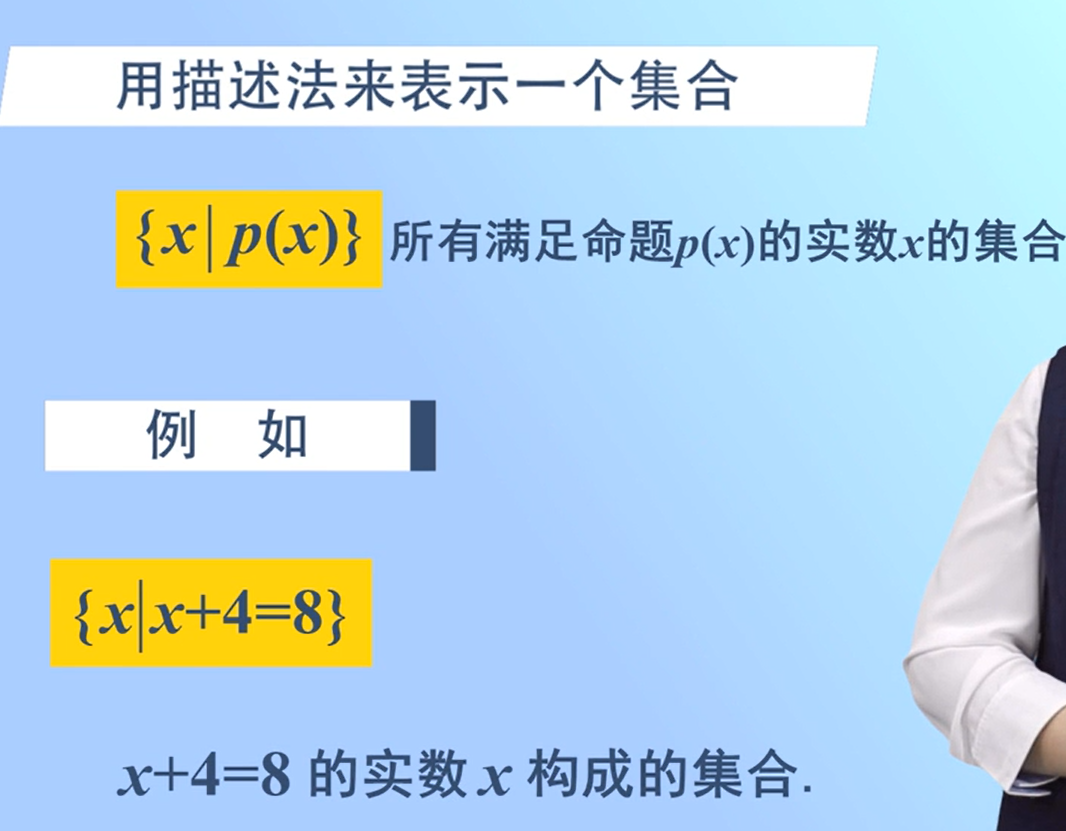 用描述法来表示一个集合
{x|p(x)} 所有满足命题p(x)的实数x的集合
例 如
{x|x+4=8}
x+4=8 的实数 x 构成的集合.